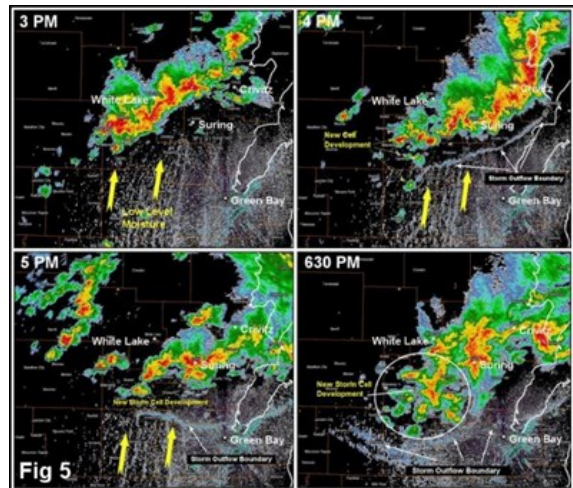 3 PM
White Lake
Crivitz
Suring
Low Level
Moisture
Green Bay
4 PM
White Lake
Crivitz
New Cell
Development
Suring
Storm Outflow Boundary
Green Bay
5 PM
White Lake
Crivitz
Suring
New Storm Cell Development
Green Bay
Storm Outflow Boundary
Fig 5
630 PM
White Lake
Crivitz
Suring
New Storm Cell
Development
Green Bay
Storm Outflow Boundary